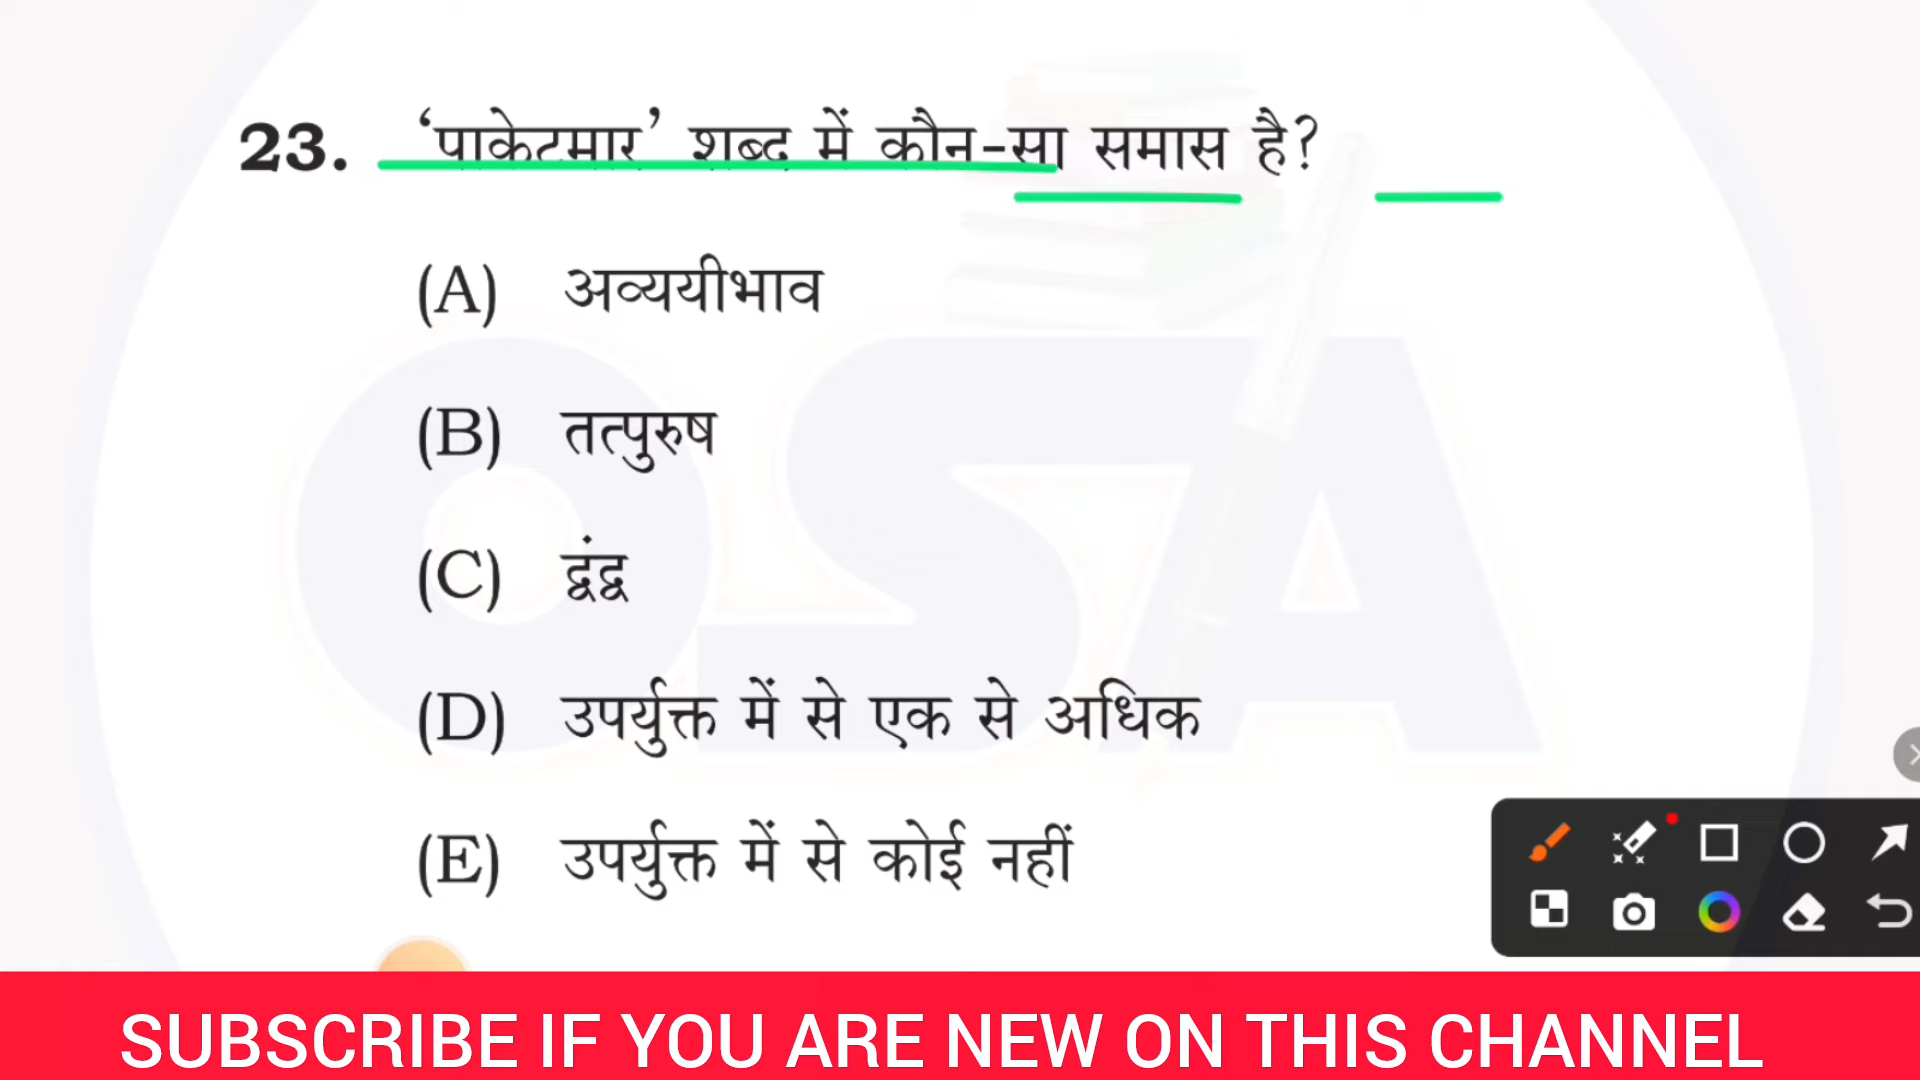 23. ‘पाकेटमार’ शब्द में कौन-सा समास है?
(A) अव्ययीभाव
(B) तत्पुरुष
(C) द्वंद्व
(D) उपर्युक्त में से एक से अधिक
(E) उपर्युक्त में से कोई नहीं
OSA
SUBSCRIBE IF YOU ARE NEW ON THIS CHANNEL